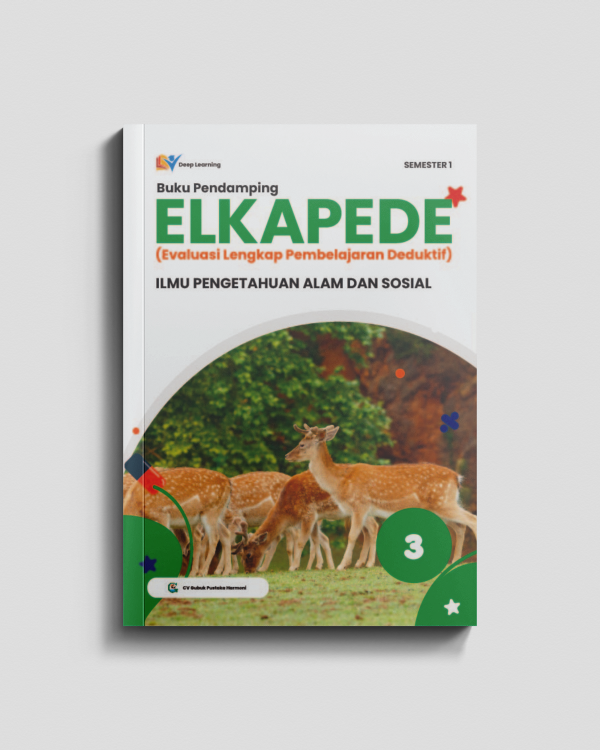 Deep Learning
SEMESTER 1
Buku Pendamping
ELKAPEDE
(Evaluasi Lengkap Pembelajaran Deduktif)
ILMU PENGETAHUAN ALAM DAN SOSIAL
3
CV Bubuk Pustaka Harmoni